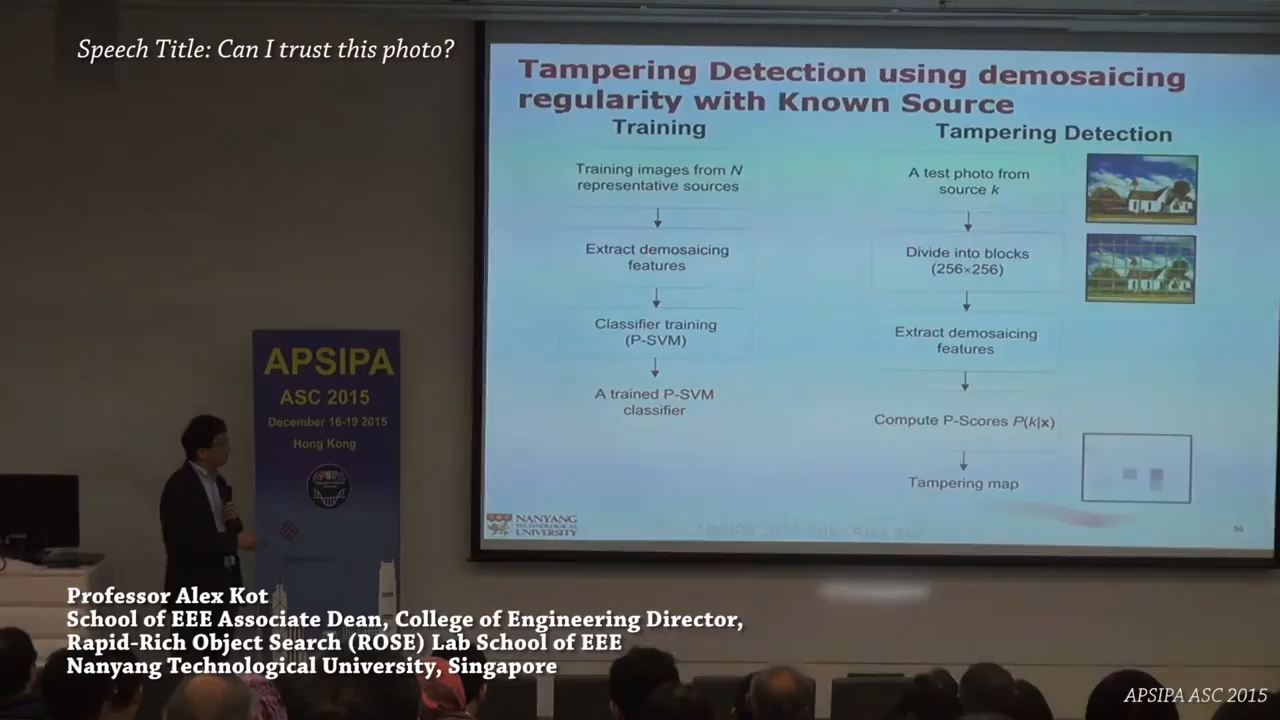 Speech Title: Can I trust this photo?
Tampering Detection using demosaicing
regularity with Known Source
Training
Training images from N
representative sources
Extract demosaicing
features
Classifier training
(P-SVM)
A trained P-SVM
classifier
Tampering Detection
A test photo from
source k
Divide into blocks
(256×256)
Extract demosaicing
features
Compute P-Scores P(k|x)
Tampering map
NANYANG
TECHNOLOGICAL
UNIVERSITY
APSIPA
ASC 2015
December 16-19 2015
Hong Kong
Professor Alex Kot
School of EEE Associate Dean, College of Engineering Director,
Rapid-Rich Object Search (ROSE) Lab School of EEE
Nanyang Technological University, Singapore
APSIPA ASC 2015